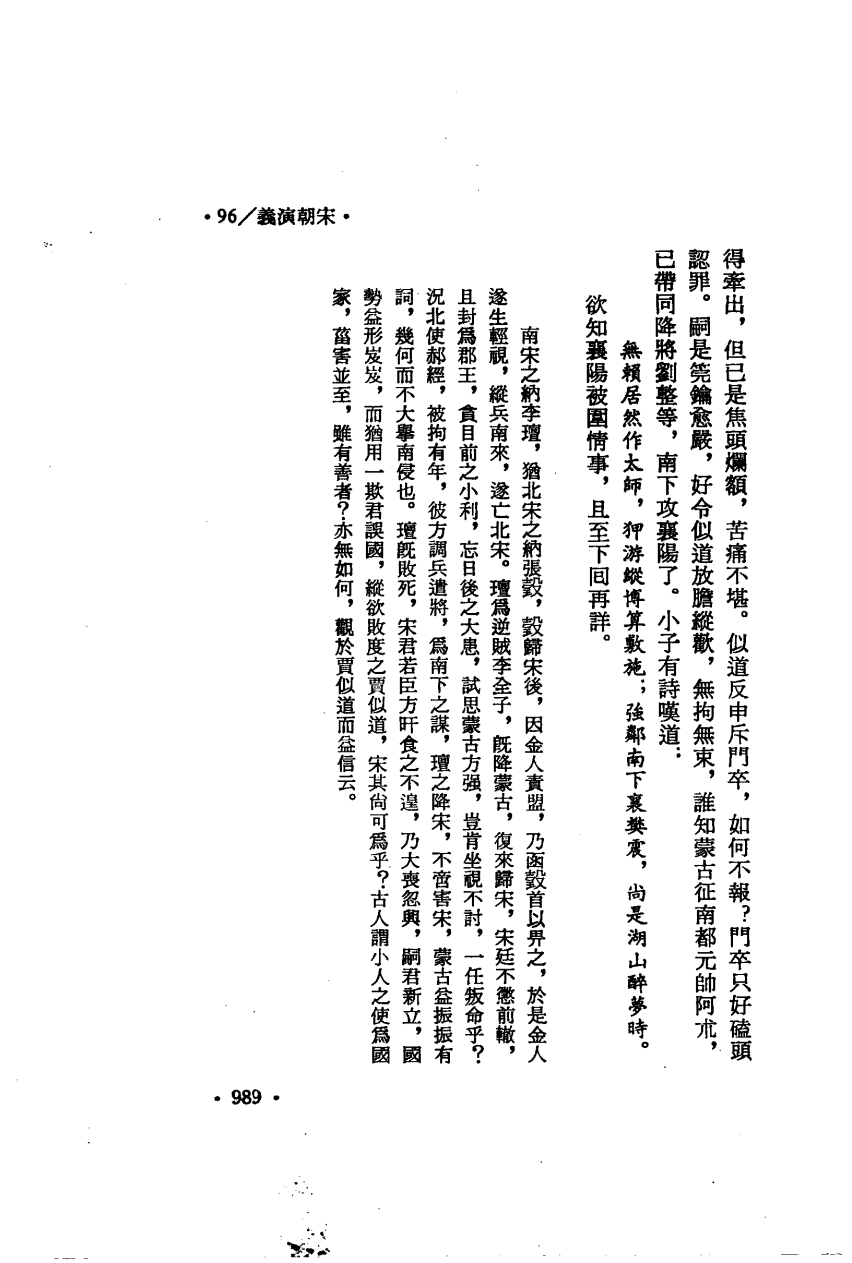 •96／義演朝宋•
得牽出，但已是焦頭爛額，苦痛不堪。似道反申斥門卒，如何不報？門卒只好磕頭
認罪。嗣是筦鑰愈嚴，好令似道放膽縱歡，無拘無束，誰知蒙古征南都元帥阿朮，
已帶同降將劉整等，南下攻襄陽了。小子有詩嘆道：
無賴居然作太師，狎游縱博算敷施；強鄰南下襄樊震，尚是湖山醉夢時。
欲知襄陽被圍情事，且至下回再詳。
南宋之納李璮，猶北宋之納張瑴，瑴歸宋後，因金人責盟，乃函瑴首以畀之，於是金人
遂生輕視，縱兵南來，遂亡北宋。璮爲逆賊李全子，旣降蒙古，復來歸宋，宋廷不懲前轍，
且封爲郡王，貪目前之小利，忘日後之大患，試思蒙古方强，豈肯坐視不討，一任叛命乎？
況北使郝經，被拘有年，彼方調兵遣將，爲南下之謀，璮之降宋，不啻害宋，蒙古益振振有
詞，幾何而不大擧南侵也。璮旣敗死，宋君若臣方旰食之不遑，乃大喪忽興，嗣君新立，國
勢益形岌岌，而猶用一欺君誤國，縱欲敗度之賈似道，宋其尙可爲乎？古人謂小人之使爲國
家，菑害並至，雖有善者？亦無如何，觀於賈似道而益信云。
•989•